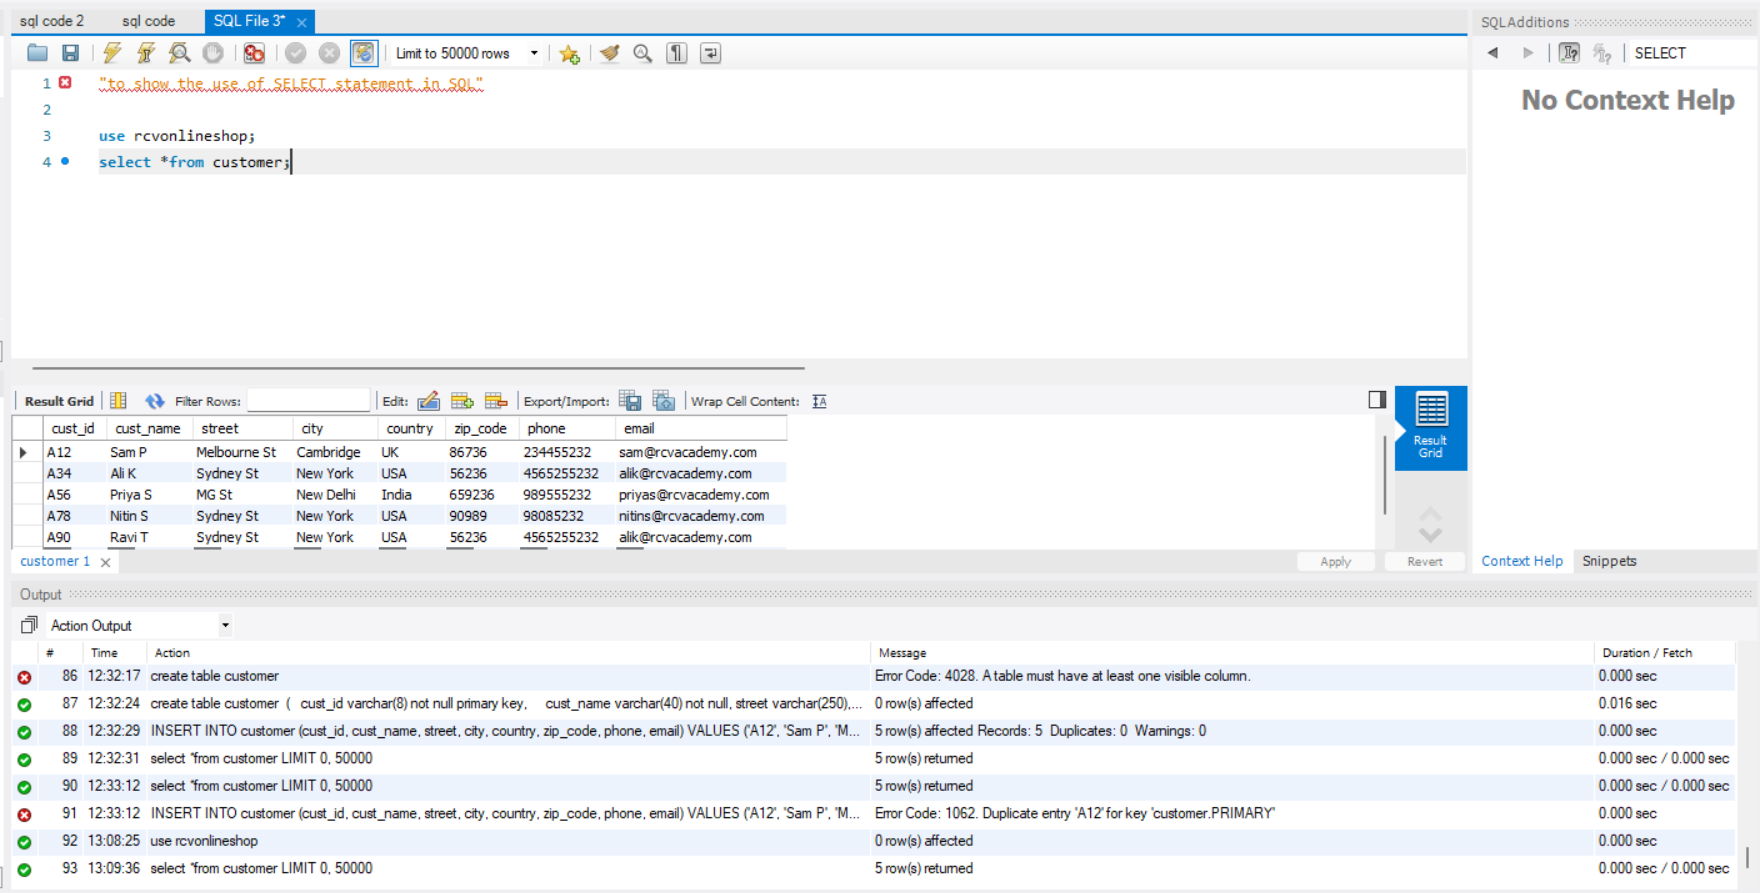 sql code 2 sql code SQL File 3* SQLAdditions
Limit to 50000 rows SELECT
1 "to show the use of SELECT statement in SQL"
No Context Help
2
3 use rcvonlineshop;
4 select *from customer;
Result Grid Filter Rows: Edit: Export/Import: Wrap Cell Content:
Result
Grid
cust_id cust_name street city country zip_code phone email
A12 Sam P Melbourne St Cambridge UK 86736 234455232 sam@rcvacademy.com
A34 Ali K Sydney St New York USA 56236 4565255232 alik@rcvacademy.com
A56 Priya S MG St New Delhi India 659236 989555232 priyas@rcvacademy.com
A78 Nitin S Sydney St New York USA 90989 98085232 nitins@rcvacademy.com
A90 Ravi T Sydney St New York USA 56236 4565255232 alik@rcvacademy.com
customer 1 Apply Revert Context Help Snippets
Output
Action Output
# Time Action Message Duration / Fetch
86 12:32:17 create table customer Error Code: 4028. A table must have at least one visible column. 0.000 sec
87 12:32:24 create table customer ( cust_id varchar(8) not null primary key, cust_name varchar(40) not null, street varchar(250),... 0 row(s) affected 0.016 sec
88 12:32:29 INSERT INTO customer (cust_id, cust_name, street, city, country, zip_code, phone, email) VALUES ('A12', 'Sam P', 'M... 5 row(s) affected Records: 5 Duplicates: 0 Warnings: 0 0.000 sec
89 12:32:31 select *from customer LIMIT 0, 50000 5 row(s) returned 0.000 sec / 0.000 sec
90 12:33:12 select *from customer LIMIT 0, 50000 5 row(s) returned 0.000 sec / 0.000 sec
91 12:33:12 INSERT INTO customer (cust_id, cust_name, street, city, country, zip_code, phone, email) VALUES ('A12', 'Sam P', 'M... Error Code: 1062. Duplicate entry 'A12' for key 'customer.PRIMARY' 0.000 sec
92 13:08:25 use rcvonlineshop 0 row(s) affected 0.000 sec
93 13:09:36 select *from customer LIMIT 0, 50000 5 row(s) returned 0.000 sec / 0.000 sec